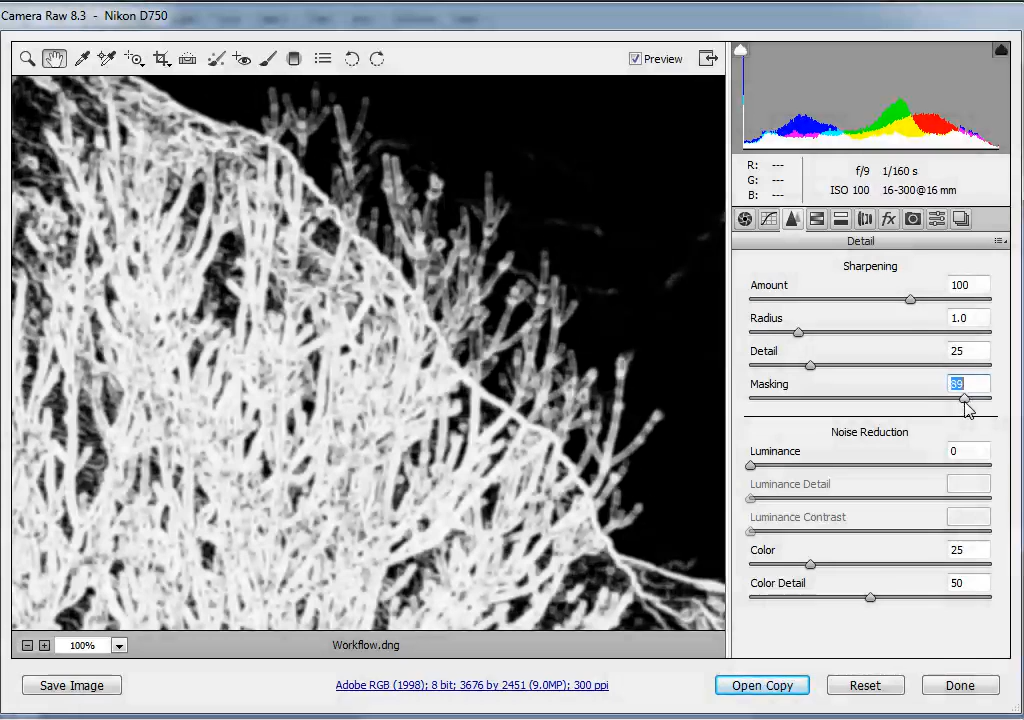 Camera Raw 8.3 - Nikon D750
Preview
R: ---
G: ---
B: ---
f/9 1/160 s
ISO 100 16-300@16 mm
fx
Detail
Sharpening
Amount 100
Radius 1.0
Detail 25
Masking 89
Noise Reduction
Luminance 0
Luminance Detail
Luminance Contrast
Color 25
Color Detail 50
100%
Workflow.dng
Save Image
Adobe RGB (1998); 8 bit; 3676 by 2451 (9.0MP); 300 ppi
Open Copy
Reset
Done